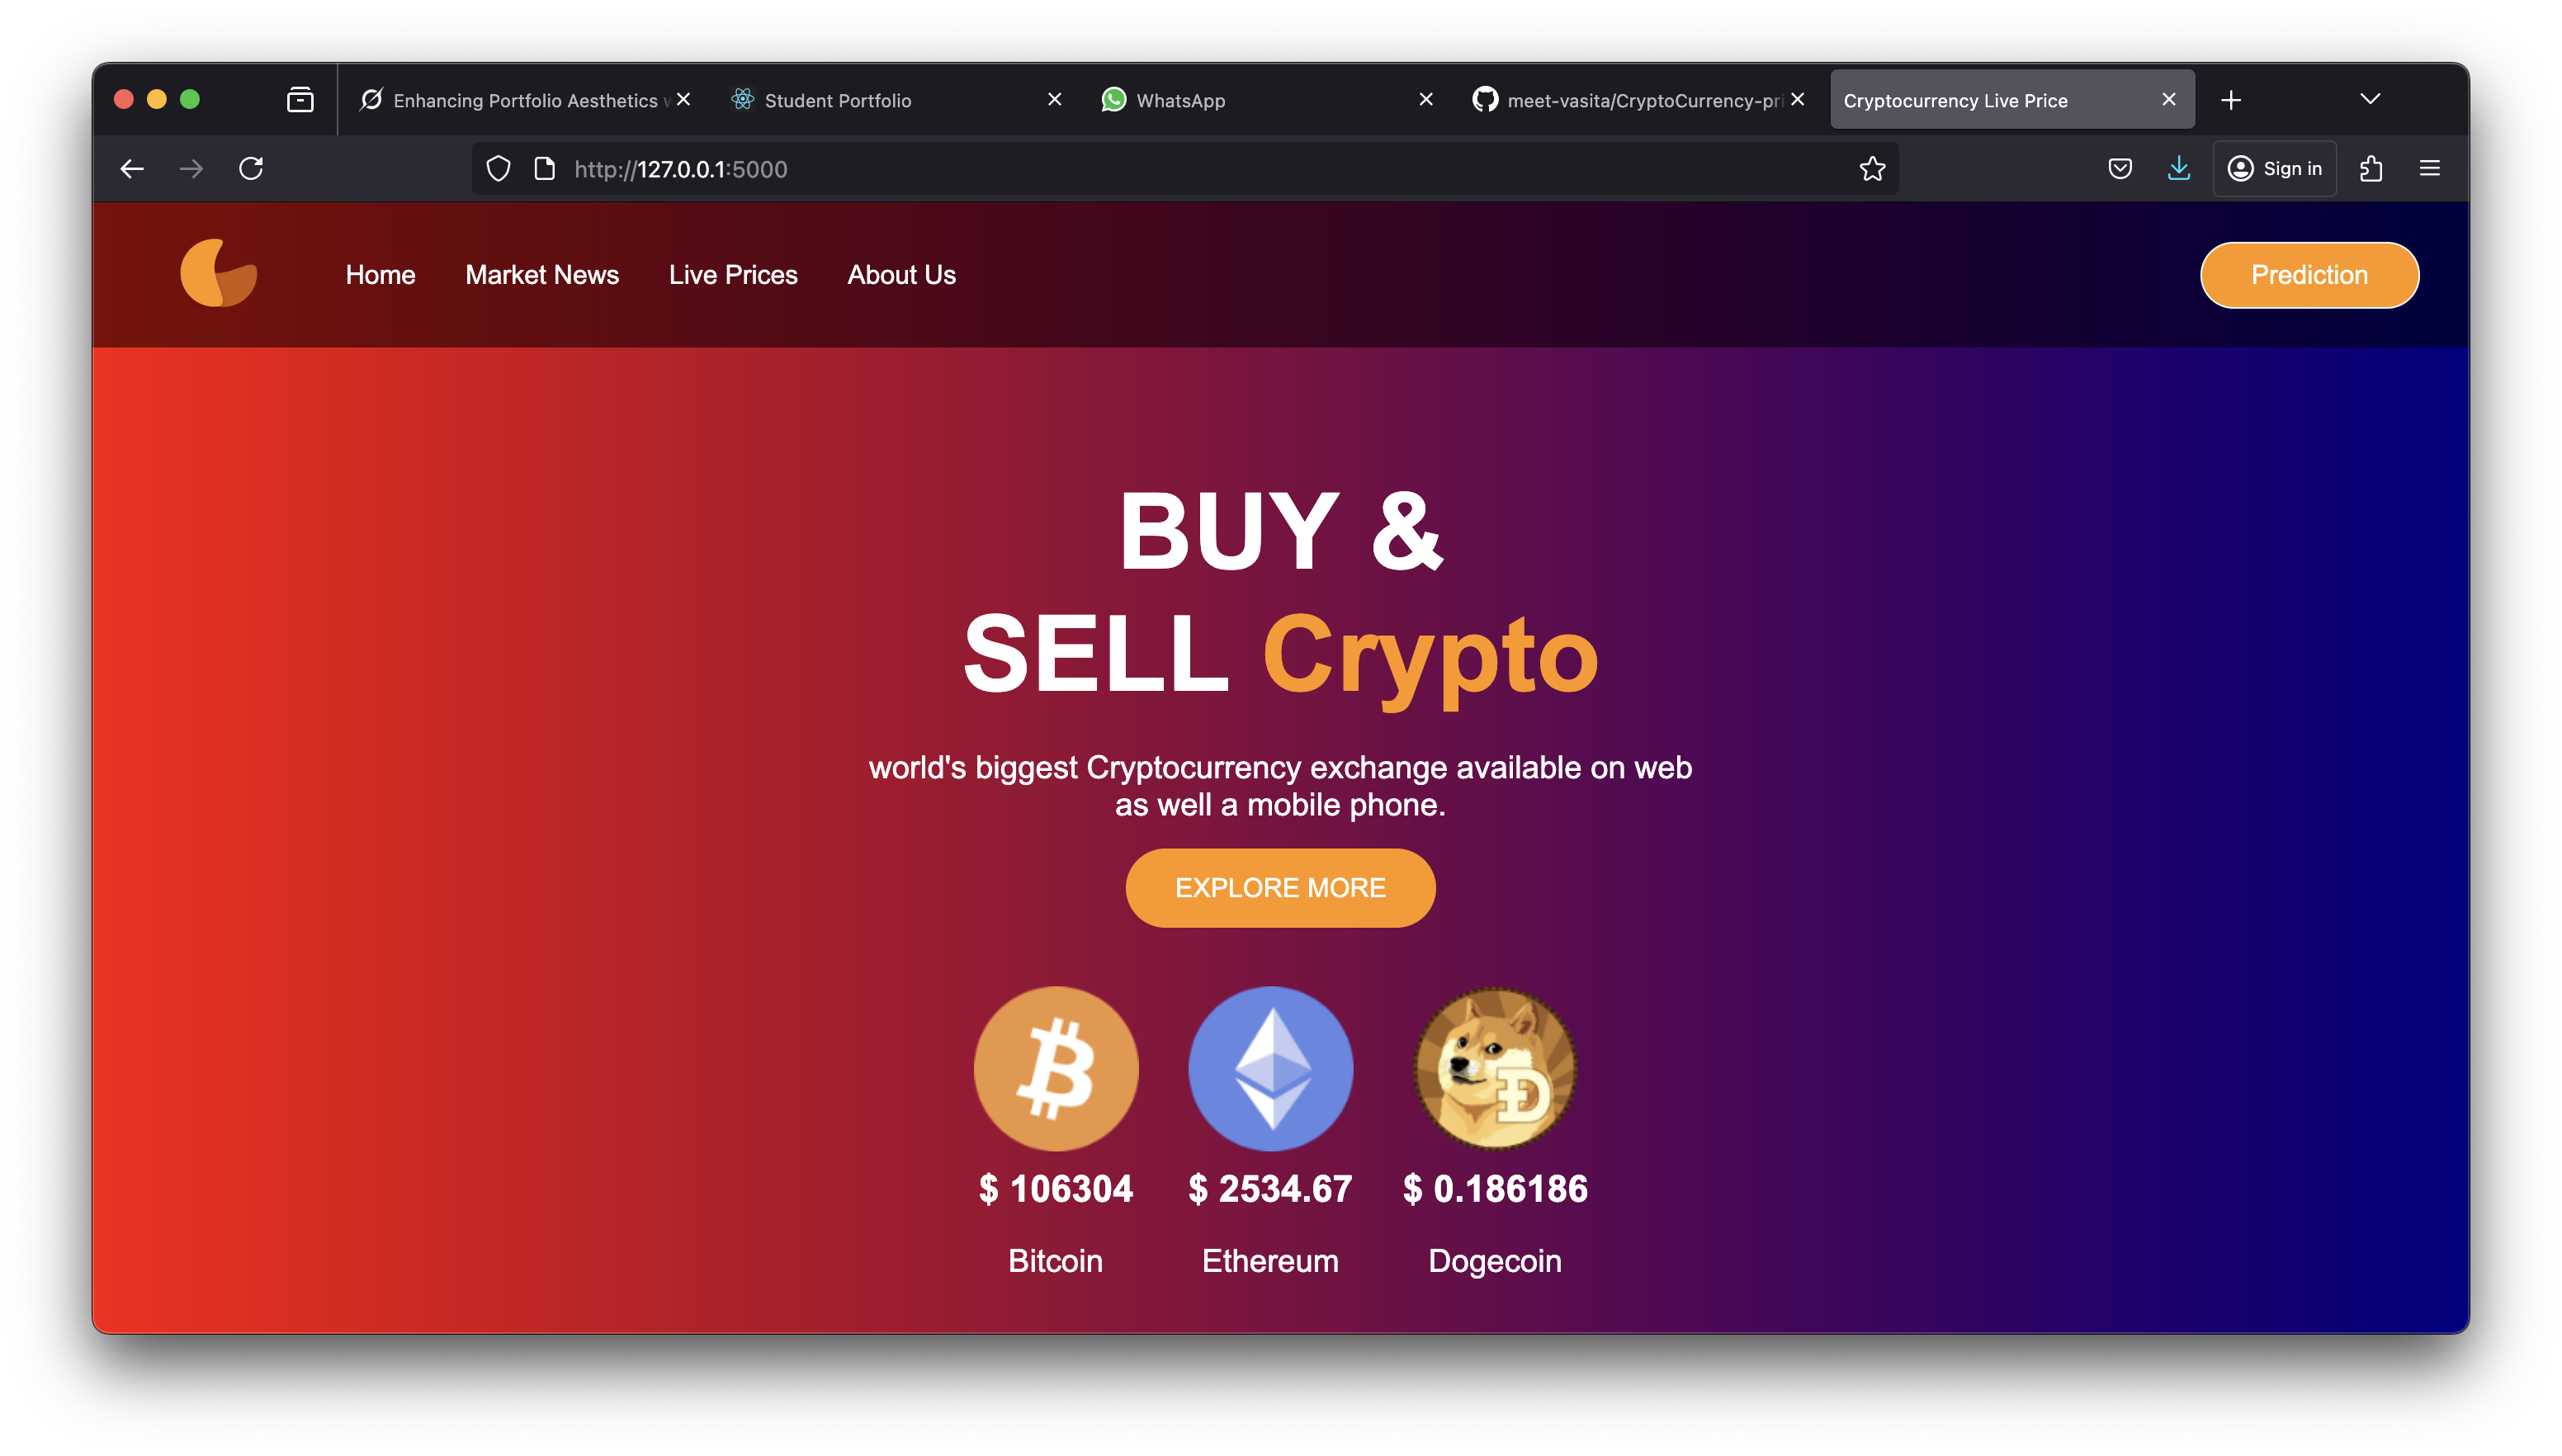 Enhancing Portfolio Aesthetics
Student Portfolio
WhatsApp
meet-vasita/CryptoCurrency-pri
Cryptocurrency Live Price
http://127.0.0.1:5000
Sign in
Home
Market News
Live Prices
About Us
Prediction
BUY &
SELL Crypto
world's biggest Cryptocurrency exchange available on web
as well a mobile phone.
EXPLORE MORE
$ 106304
$ 2534.67
$ 0.186186
Bitcoin
Ethereum
Dogecoin